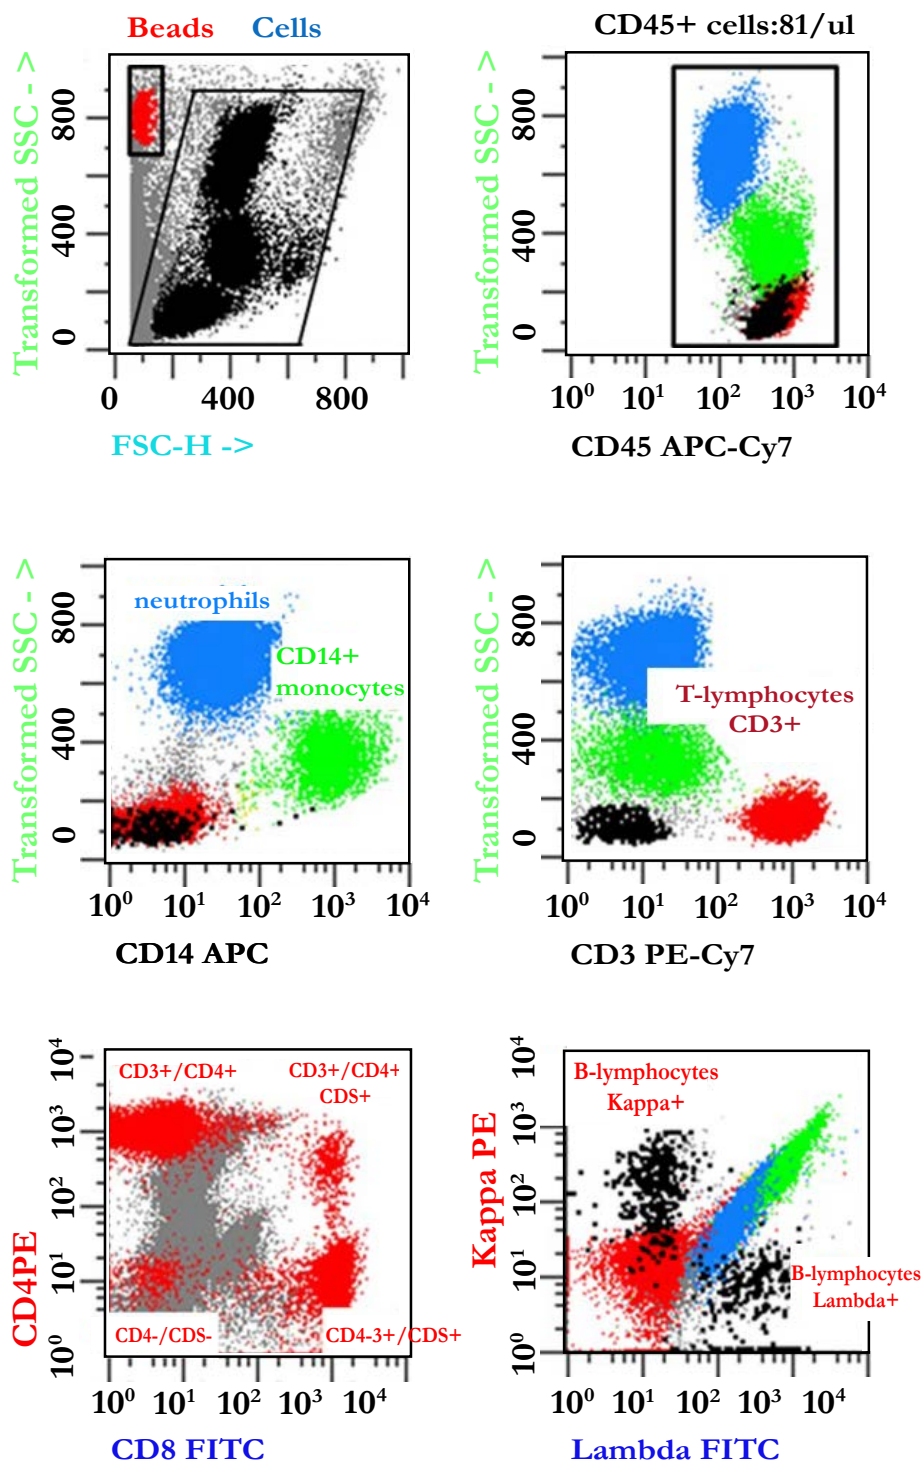 Beads Cells
CD45+ cells:81/ul
Transformed SSC - >
800
400
0
0 400 800
FSC-H ->
Transformed SSC - >
800
400
0
10⁰ 10¹ 10² 10³ 10⁴
CD45 APC-Cy7
Transformed SSC - >
800
400
0
neutrophils
CD14+
monocytes
10⁰ 10¹ 10² 10³ 10⁴
CD14 APC
Transformed SSC - >
800
400
0
T-lymphocytes
CD3+
10⁰ 10¹ 10² 10³ 10⁴
CD3 PE-Cy7
CD4PE
10⁴
10³
10²
10¹
10⁰
CD3+/CD4+
CD3+/CD4+
CDS+
CD4-/CDS-
CD4-3+/CDS+
10⁰ 10¹ 10² 10³ 10⁴
CD8 FITC
Kappa PE
10⁴
10³
10²
10¹
10⁰
B-lymphocytes
Kappa+
B-lymphocytes
Lambda+
10⁰ 10¹ 10² 10³ 10⁴
Lambda FITC